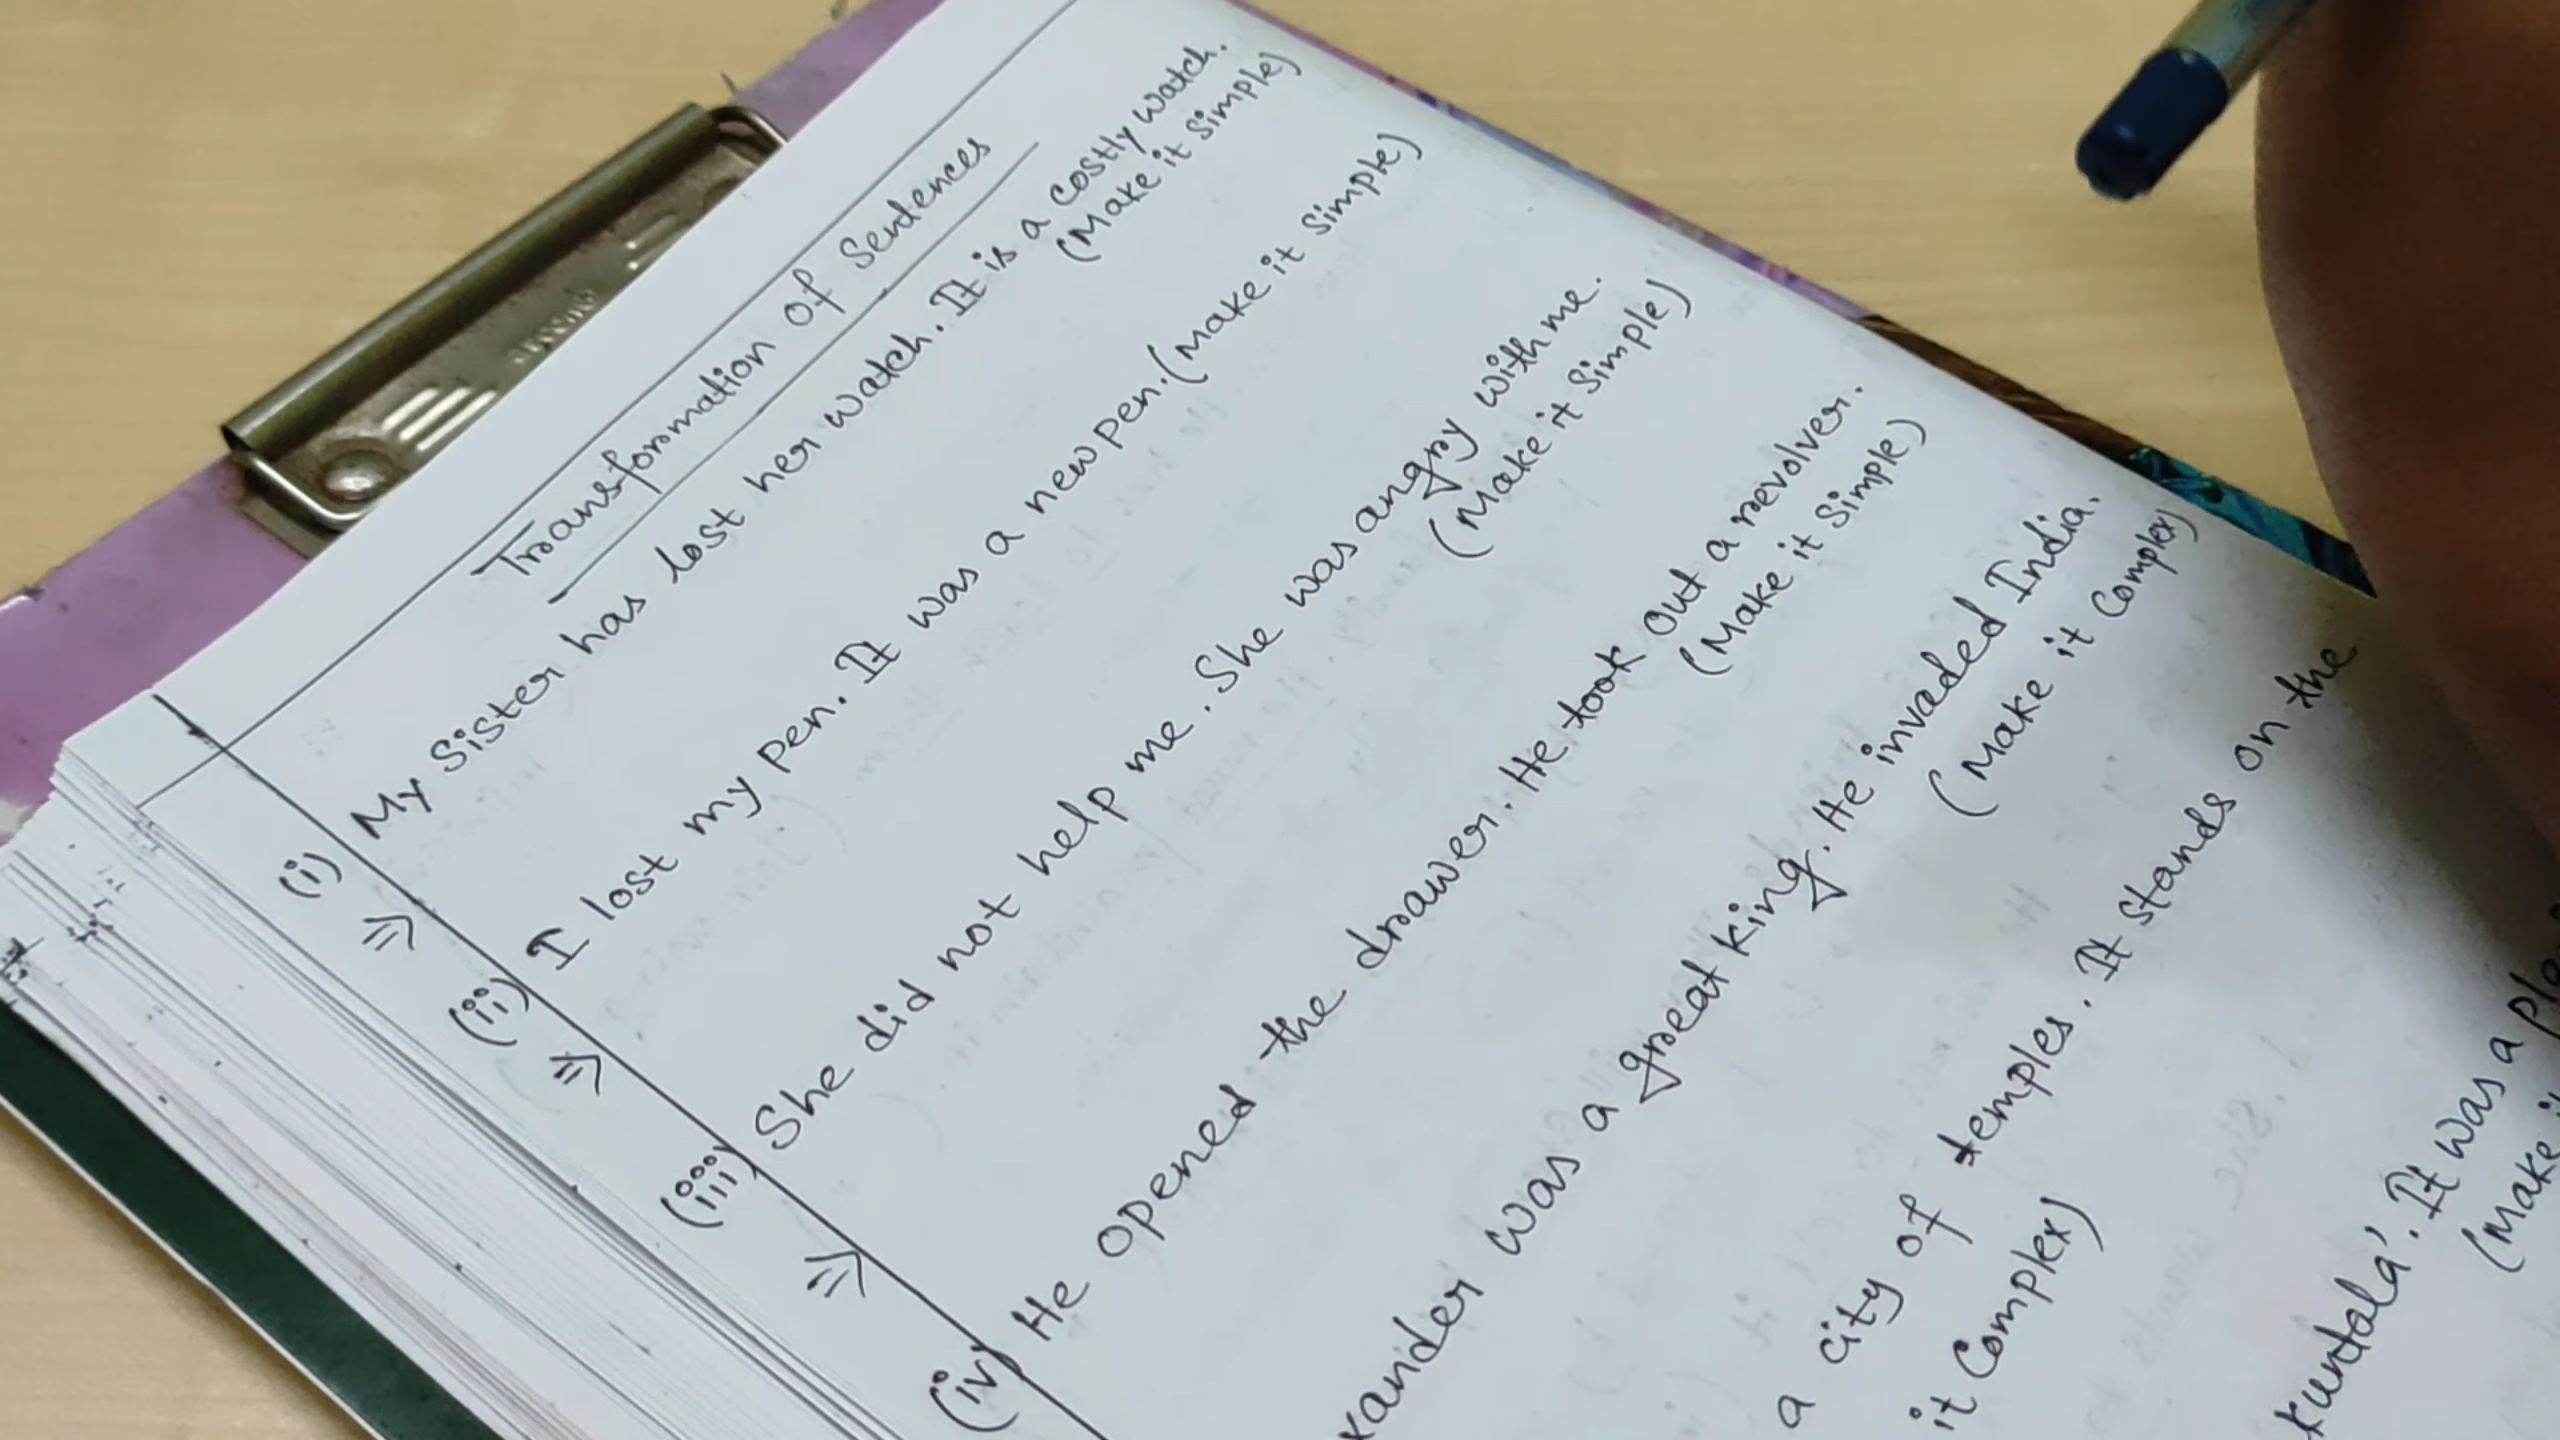 Transformation of Sentences
(i) My Sister has lost her watch. It is a costly watch.
(Make it Simple)
⇒
(ii) I lost my pen. It was a new pen. (Make it Simple)
⇒
(iii) She did not help me. She was angry with me.
(Make it Simple)
⇒
(iv) He opened the drawer. He took out a revolver.
(Make it Simple)
xander was a great king. He invaded India.
(Make it Complex)
a city of temples. It stands on the
it Complex)
kuntala'. It was a
(Make